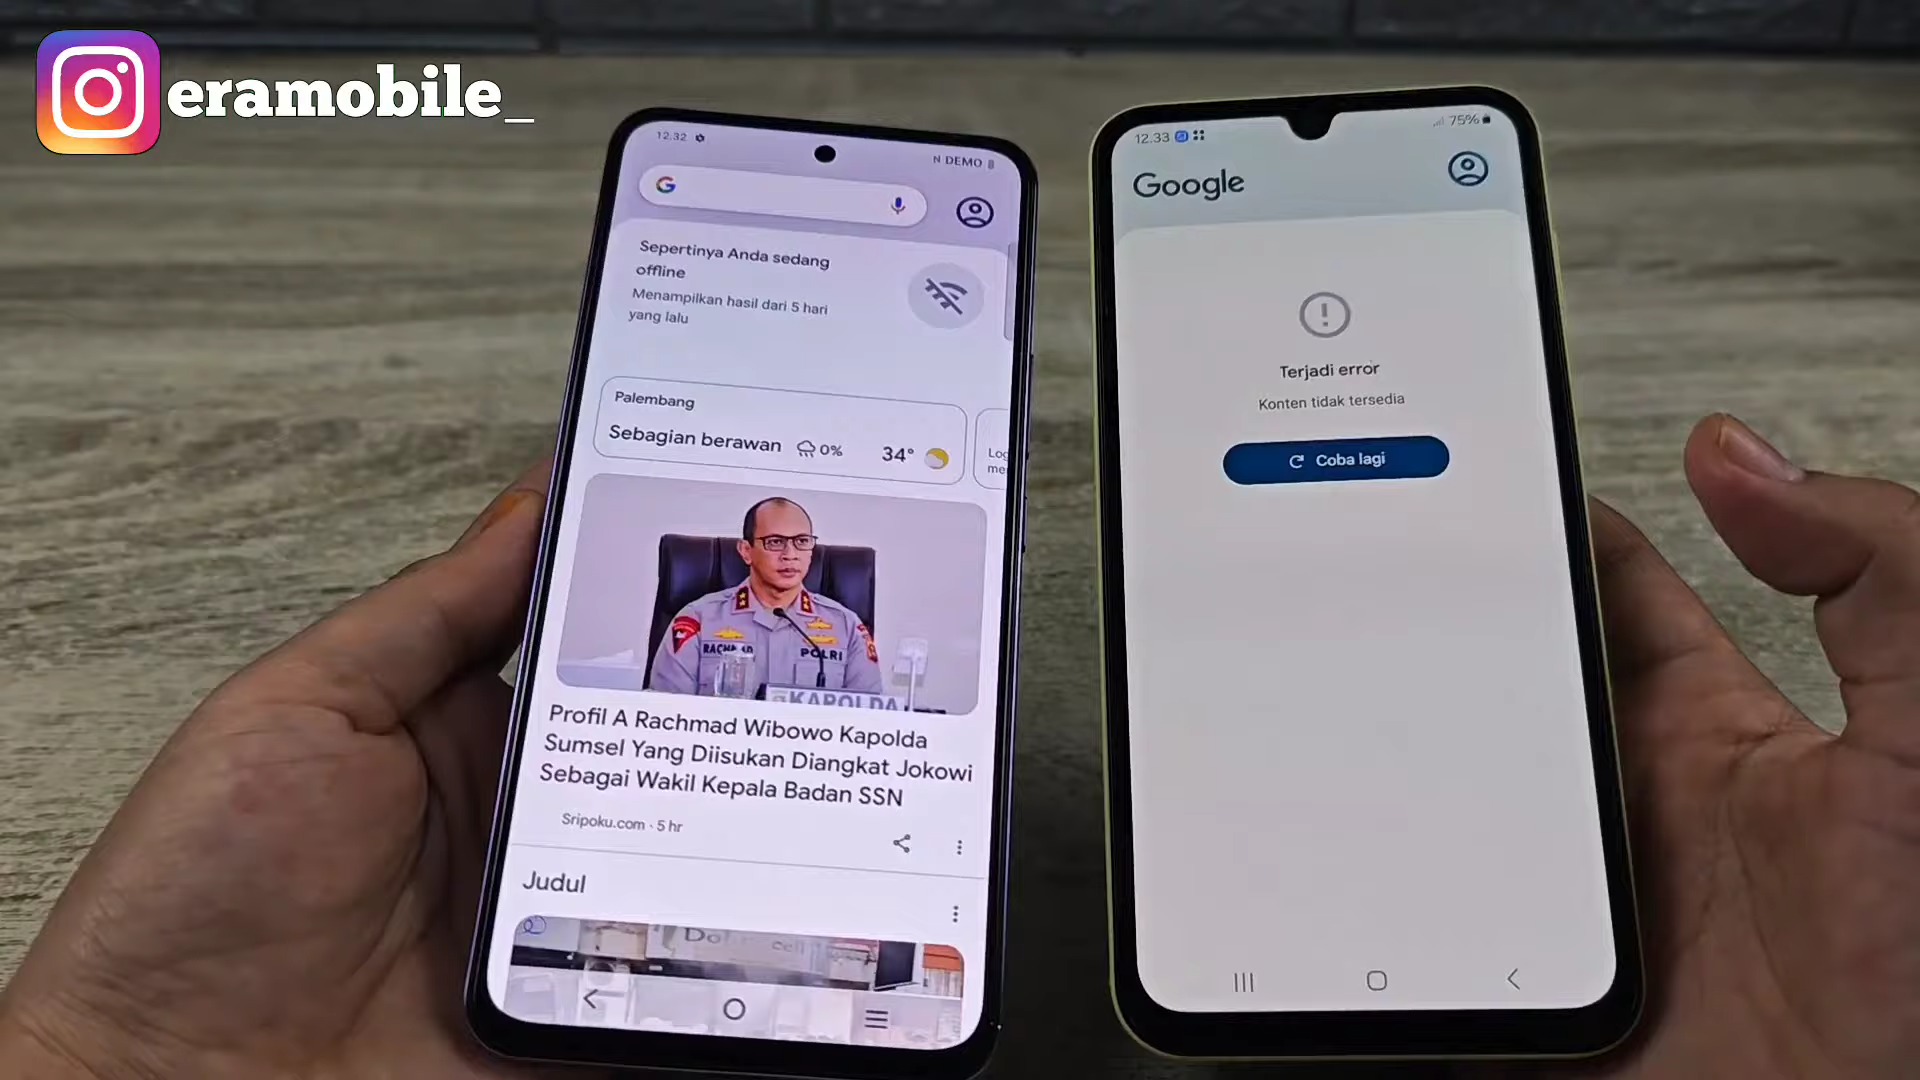 eramobile_
12.32
N DEMO
Sepertinya Anda sedang
offline
Menampilkan hasil dari 5 hari
yang lalu
Palembang
Sebagian berawan 0% 34°
Log
me
POLRI
KAPOLDA
Profil A Rachmad Wibowo Kapolda
Sumsel Yang Diisukan Diangkat Jokowi
Sebagai Wakil Kepala Badan SSN
Sripoku.com · 5 hr
Judul
12.33
75%
Google
Terjadi error
Konten tidak tersedia
Coba lagi